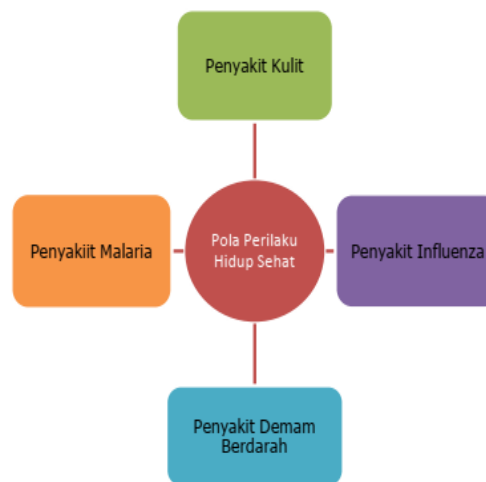 Penyakit Kulit
Penyakiit Malaria
Pola Perilaku
Hidup Sehat
Penyakit Influenza
Penyakit Demam
Berdarah